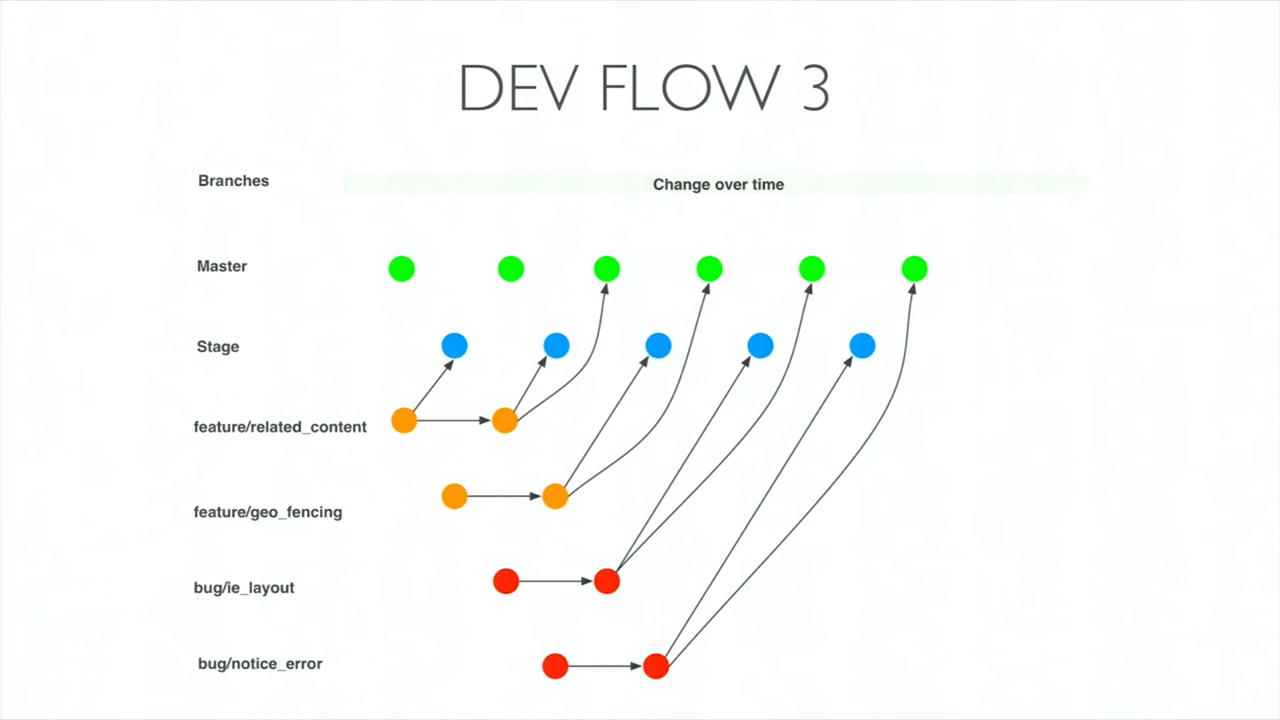 DEV FLOW 3
Branches
Change over time
Master
Stage
feature/related_content
feature/geo_fencing
bug/ie_layout
bug/notice_error